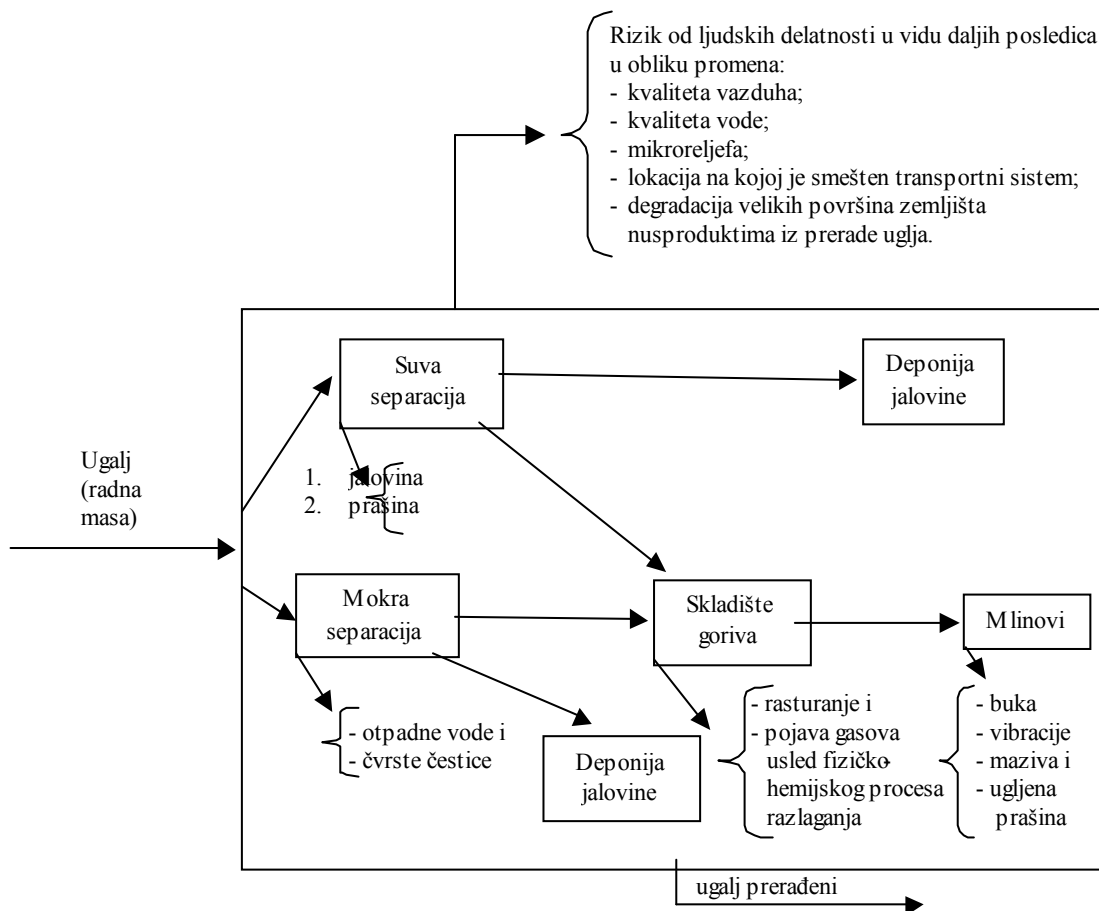 Rizik od ljudskih delatnosti u vidu daljih posledica
u obliku promena:
- kvaliteta vazduha;
- kvaliteta vode;
- mikroreljefa;
- lokacija na kojoj je smešten transportni sistem;
- degradacija velikih površina zemljišta
nusproduktima iz prerade uglja.
Suva
separacija
Deponija
jalovine
Ugalj
(radna
masa)
1. jalovina
2. prašina
Mokra
separacija
Skladište
goriva
Mlinovi
- otpadne vode i
- čvrste čestice
Deponija
jalovine
- rasturanje i
- pojava gasova
usled fizičko-
hemijskog procesa
razlaganja
- buka
- vibracije
- maziva i
- ugljena
prašina
ugalj prerađeni